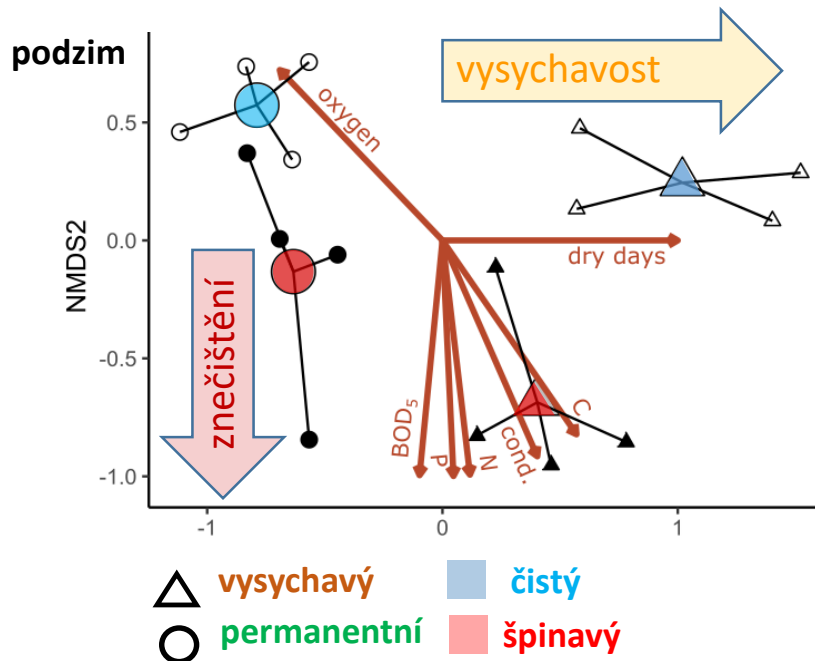 podzim
vysychavost
oxygen
0.5
0.0
-0.5
-1.0
NMDS2
dry days
znečištění
BOD₅
P
N
cond.
C
-1
0
1
vysychavý
čistý
permanentní
špinavý